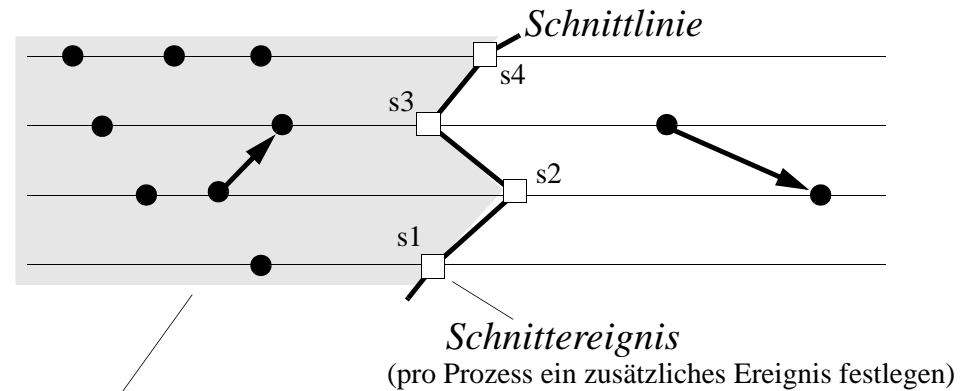 Schnittlinie
s4
s3
s2
s1
Schnittereignis
(pro Prozess ein zusätzliches Ereignis festlegen)